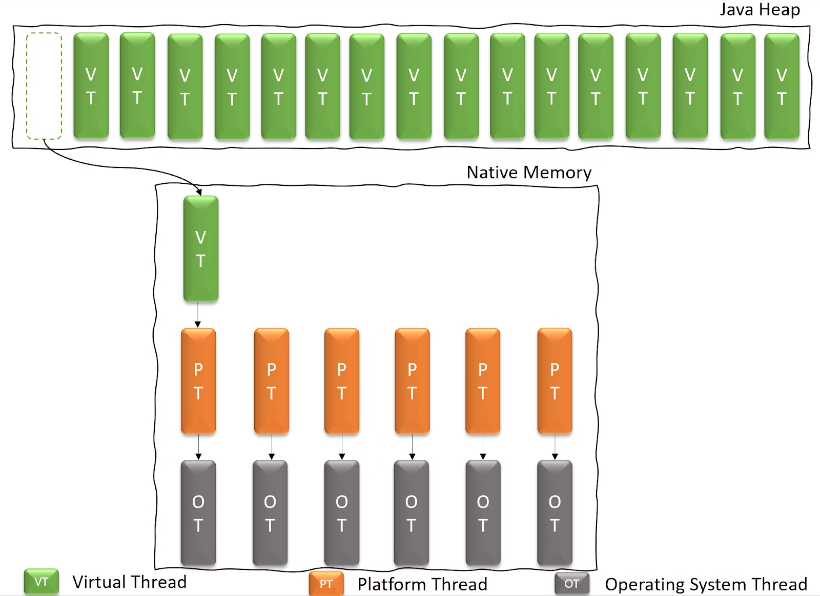 Java Heap
V V V V V V V V V V V V V V V V
T T T T T T T T T T T T T T T T
Native Memory
V
T
P P P P P P
T T T T T T
O O O O O O
T T T T T T
VT Virtual Thread PT Platform Thread OT Operating System Thread